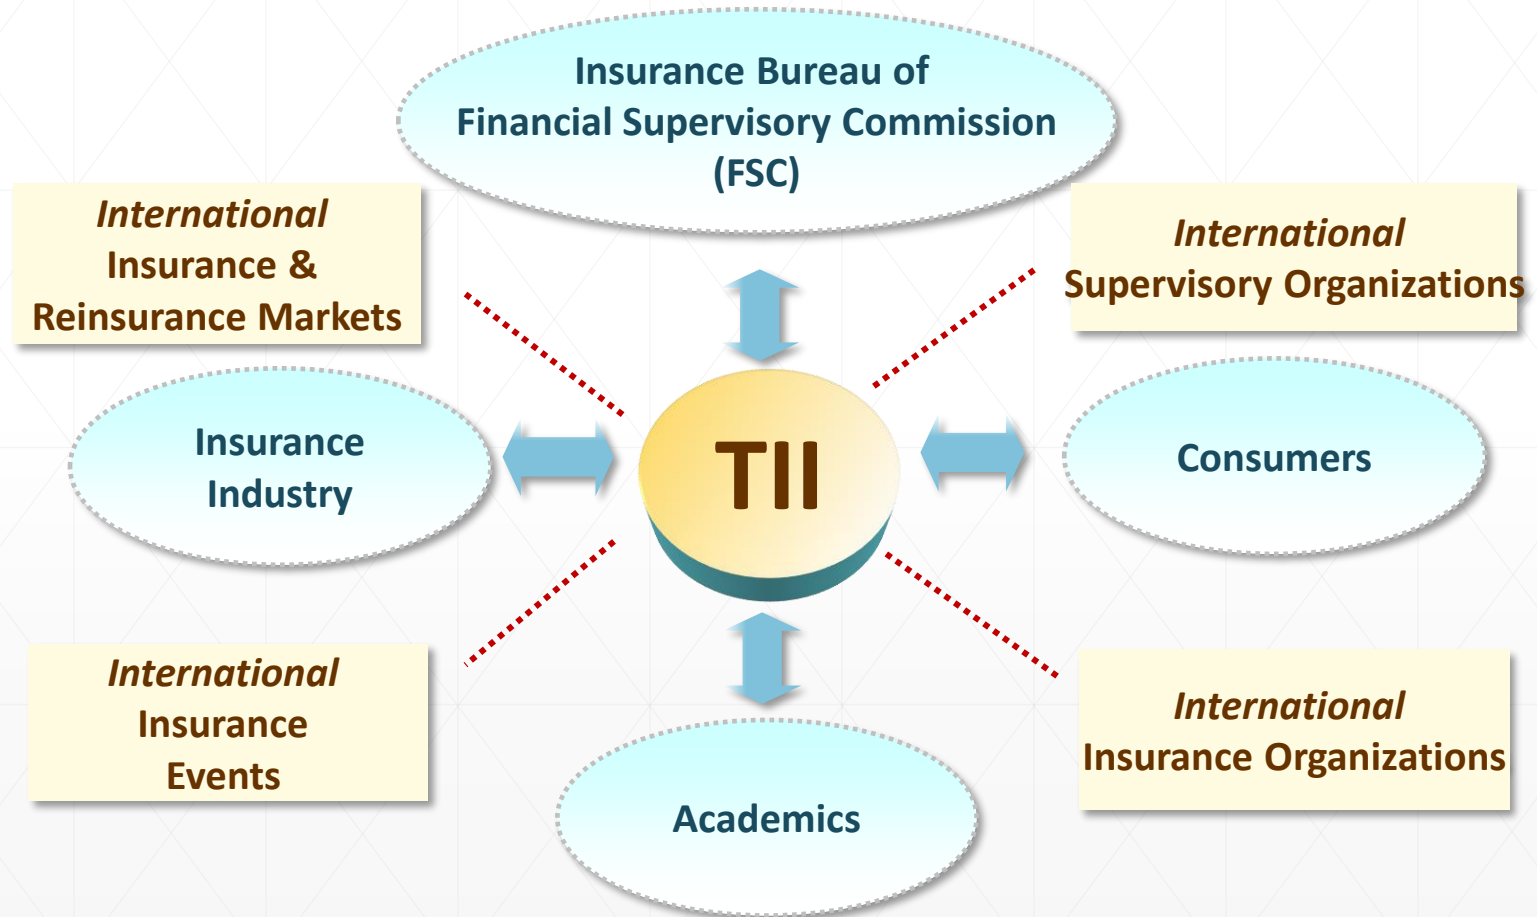 Insurance Bureau of
Financial Supervisory Commission
(FSC)
International
Insurance &
Reinsurance Markets
International
Supervisory Organizations
Insurance
Industry
TII
Consumers
International
Insurance
Events
International
Insurance Organizations
Academics